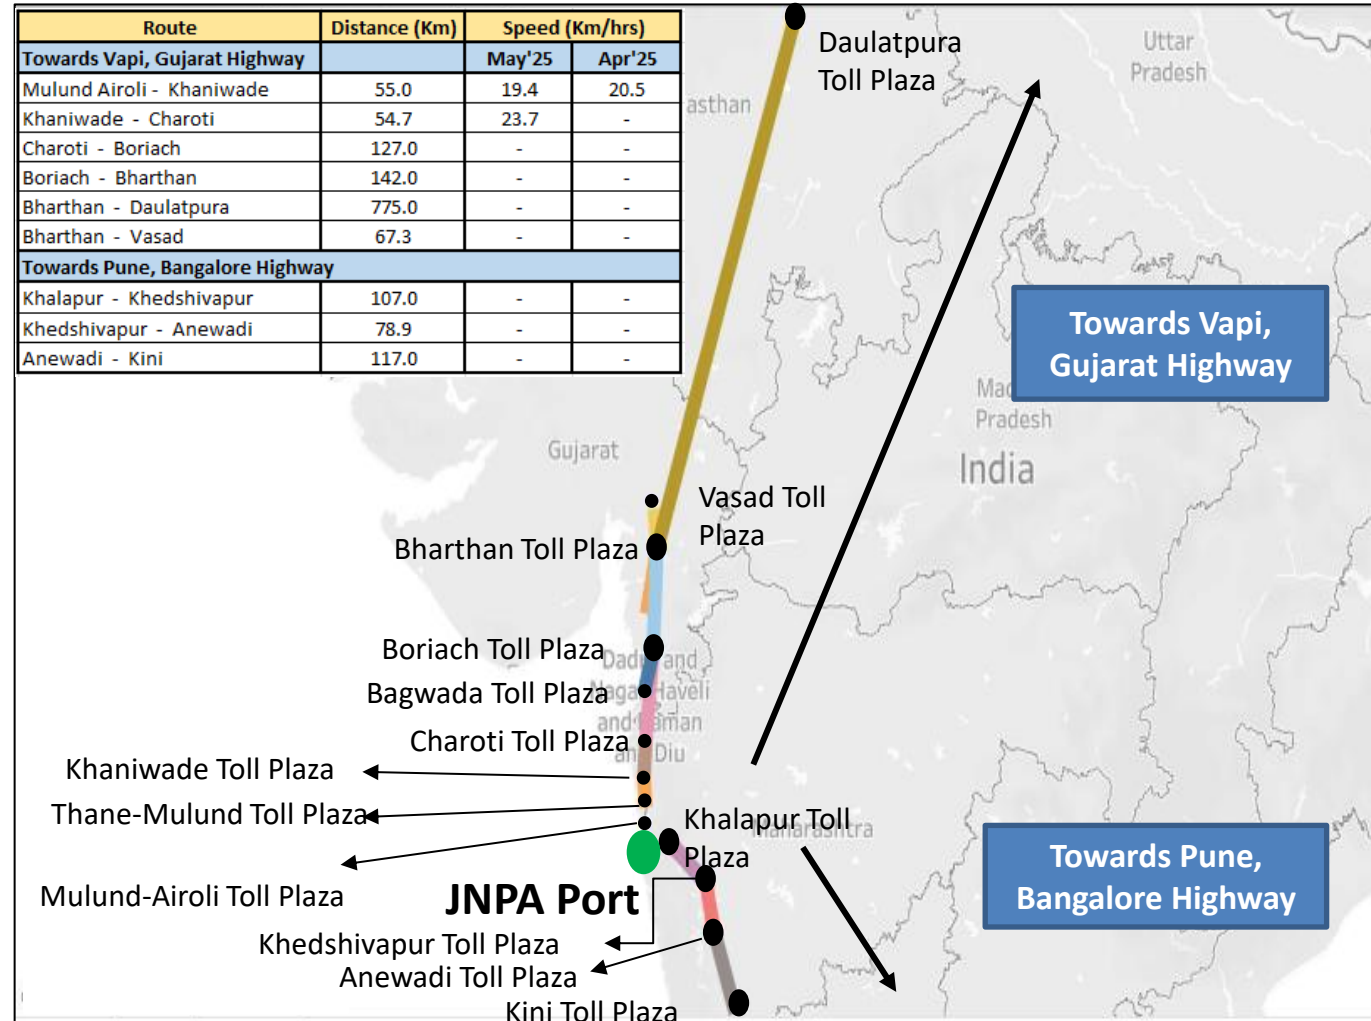 Route Distance (Km) Speed (Km/hrs)
Towards Vapi, Gujarat Highway May'25 Apr'25
Mulund Airoli - Khaniwade 55.0 19.4 20.5
Khaniwade - Charoti 54.7 23.7 -
Charoti - Boriach 127.0 - -
Boriach - Bharthan 142.0 - -
Bharthan - Daulatpura 775.0 - -
Bharthan - Vasad 67.3 - -
Towards Pune, Bangalore Highway
Khalapur - Khedshivapur 107.0 - -
Khedshivapur - Anewadi 78.9 - -
Anewadi - Kini 117.0 - -
Daulatpura
Toll Plaza
Uttar
Pradesh
asthan
Towards Vapi,
Gujarat Highway
Pradesh
India
Gujarat
Vasad Toll
Plaza
Bharthan Toll Plaza
Boriach Toll Plaza
and
Bagwada Toll Plaza
Haveli
and
Charoti Toll Plaza
Diu
Khaniwade Toll Plaza
Thane-Mulund Toll Plaza
Khalapur Toll
Plaza
Maharashtra
Towards Pune,
Bangalore Highway
Mulund-Airoli Toll Plaza
JNPA Port
Khedshivapur Toll Plaza
Anewadi Toll Plaza
Kini Toll Plaza